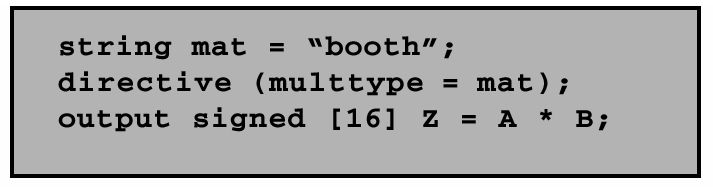 string mat = “booth”;
directive (multtype = mat);
output signed [16] Z = A * B;